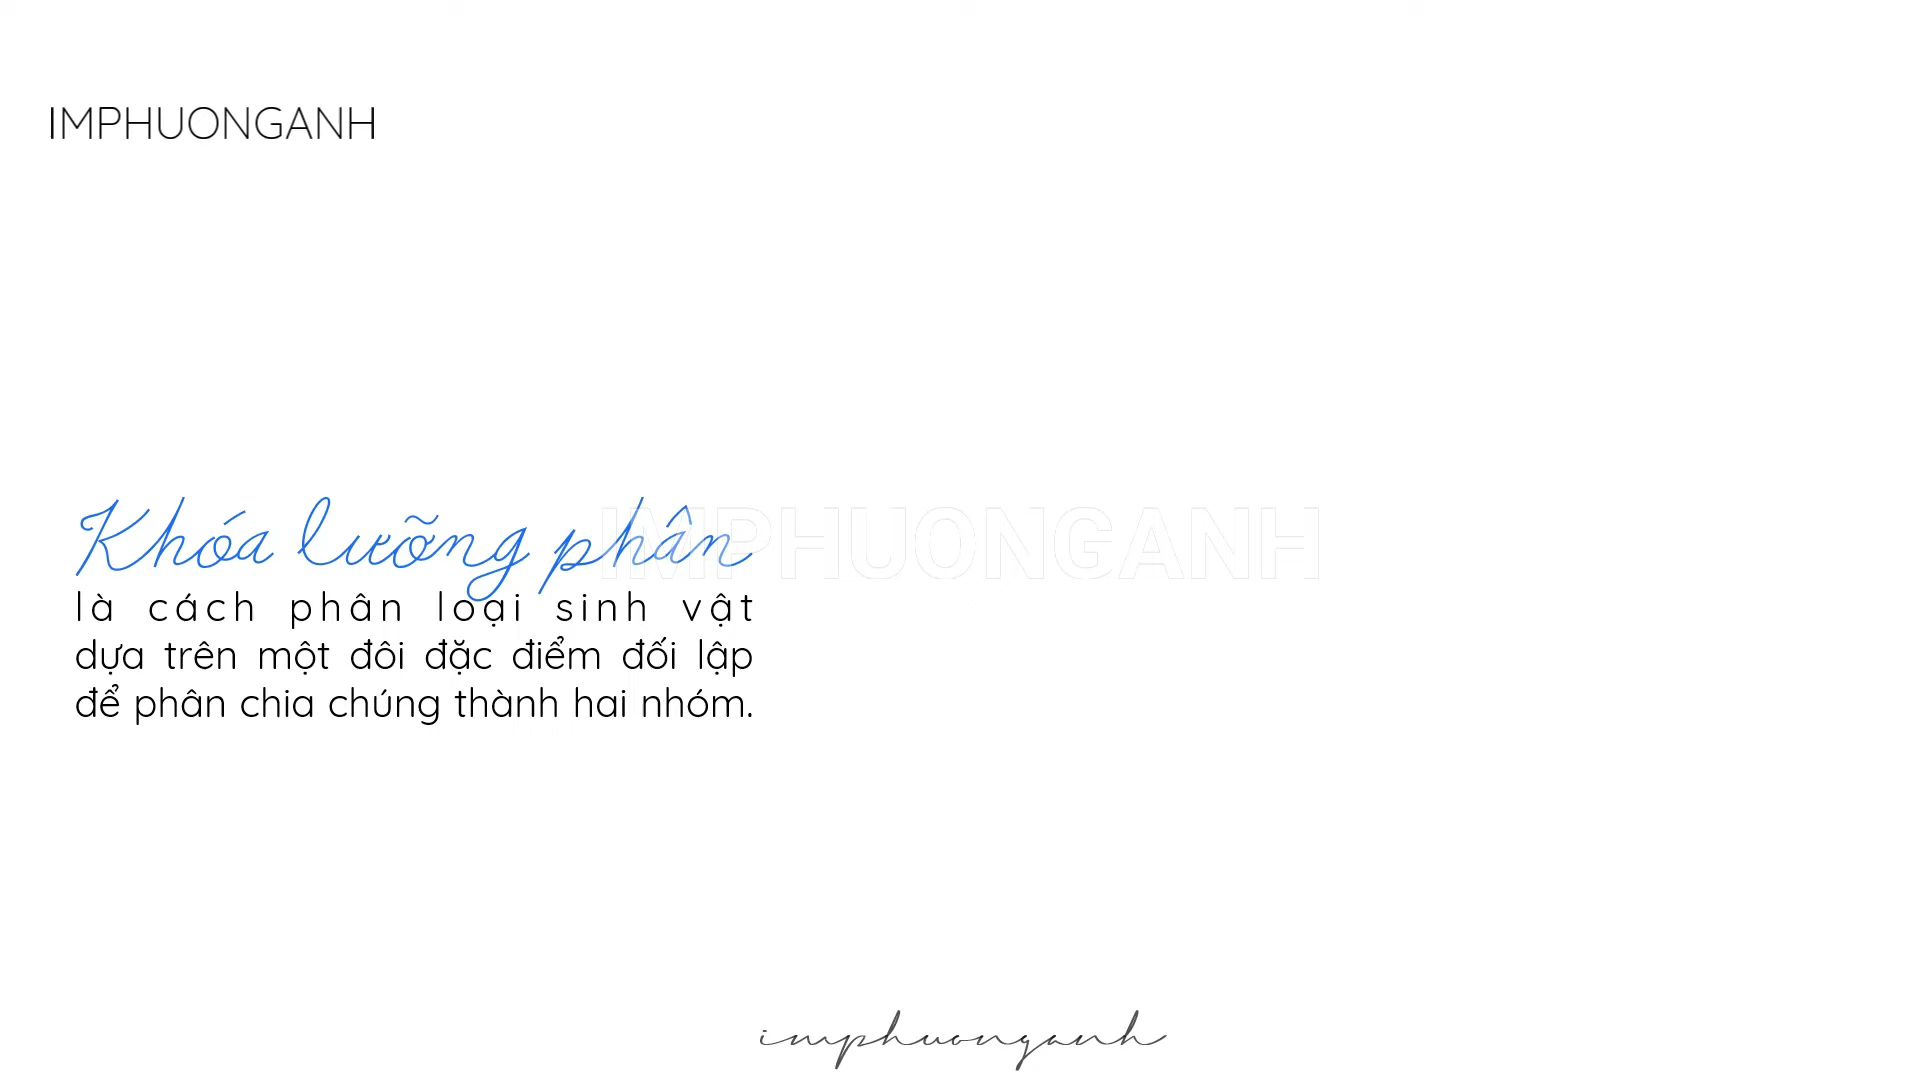 IMPHUONGANH
Khóa lưỡng phân
IMPHUONGANH
là cách phân loại sinh vật
dựa trên một đôi đặc điểm đối lập
để phân chia chúng thành hai nhóm.
imphuonganh